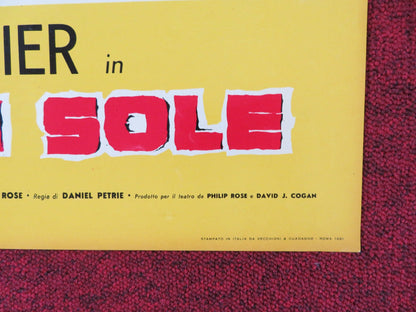 IER in
SOLE
ROSE • Regia di DANIEL PETRIE • Prodotto per il teatro da PHILIP ROSE e DAVID J. COGAN
STAMPATO IN ITALIA DA VECCHIONI & GUADAGNO - ROMA 1961